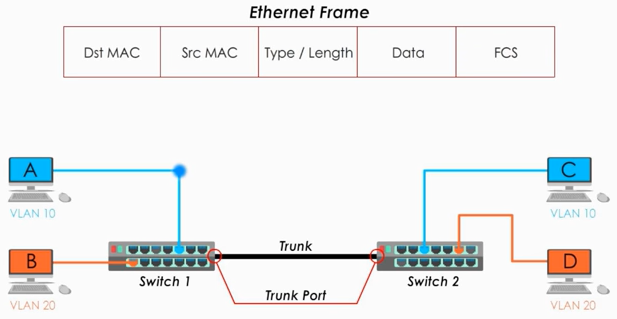 Ethernet Frame
Dst MAC Src MAC Type / Length Data FCS
A C
VLAN 10 VLAN 10
Trunk
B D
Switch 1 Switch 2
Trunk Port
VLAN 20 VLAN 20